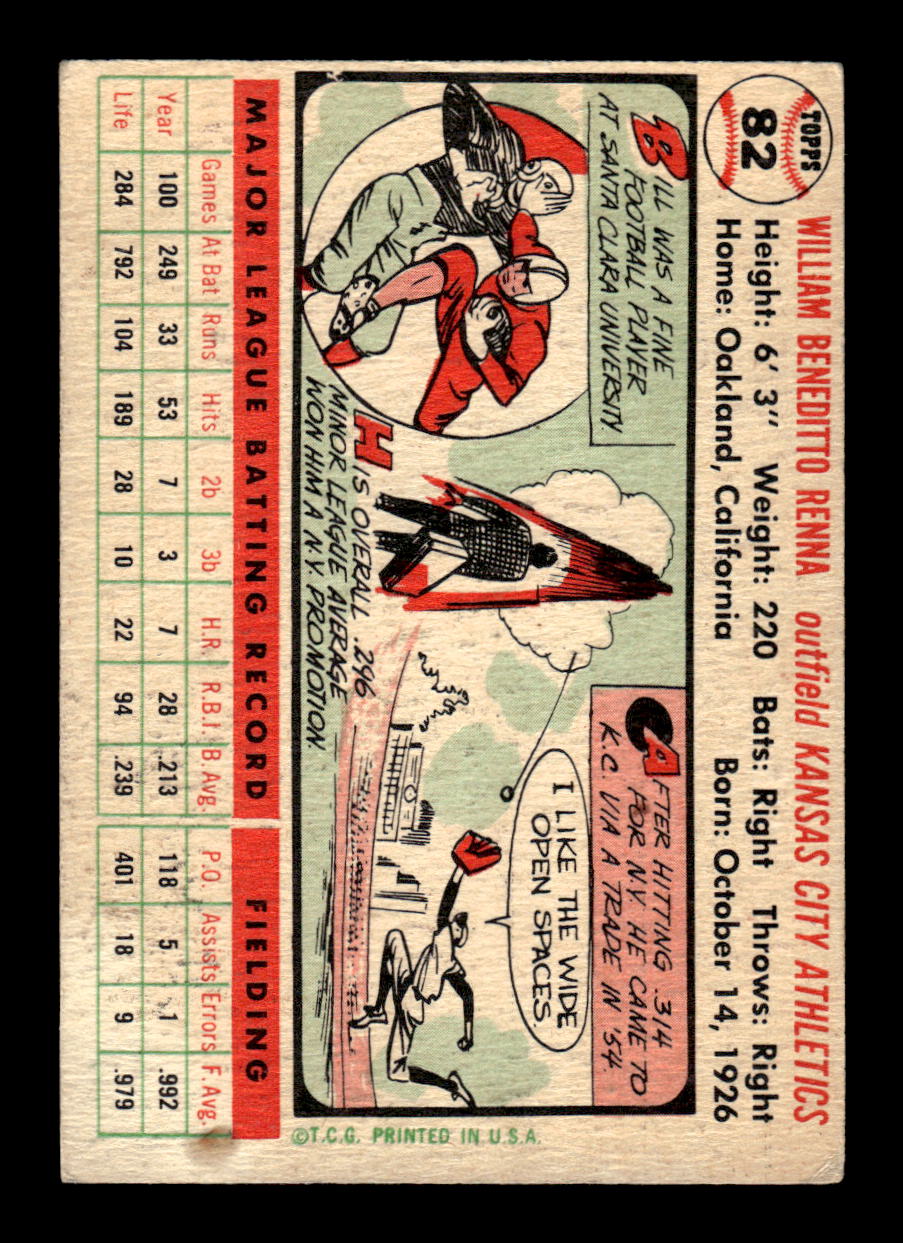 TOPPS
82
WILLIAM BENEDITTO RENNA outfield KANSAS CITY ATHLETICS
Height: 6' 3" Weight: 220 Bats: Right Throws: Right
Home: Oakland, California Born: October 14, 1926
BILL WAS A FINE
FOOTBALL PLAYER
AT SANTA CLARA UNIVERSITY
HIS OVERALL .296
MINOR LEAGUE AVERAGE
WON HIM A N.Y. PROMOTION
AFTER HITTING .314
FOR N.Y. HE CAME TO
K.C. VIA A TRADE IN '54
I LIKE THE WIDE
OPEN SPACES.
©T.C.G. PRINTED IN U.S.A.
MAJOR LEAGUE BATTING RECORD FIELDING
Games At Bat Runs Hits 2b 3b H.R. R.B.I. B. Avg. P.O. Assists Errors F. Avg.
Year 100 249 33 53 7 3 7 28 .213 118 5 1 .992
Life 284 792 104 189 28 10 22 94 .239 401 18 9 .979